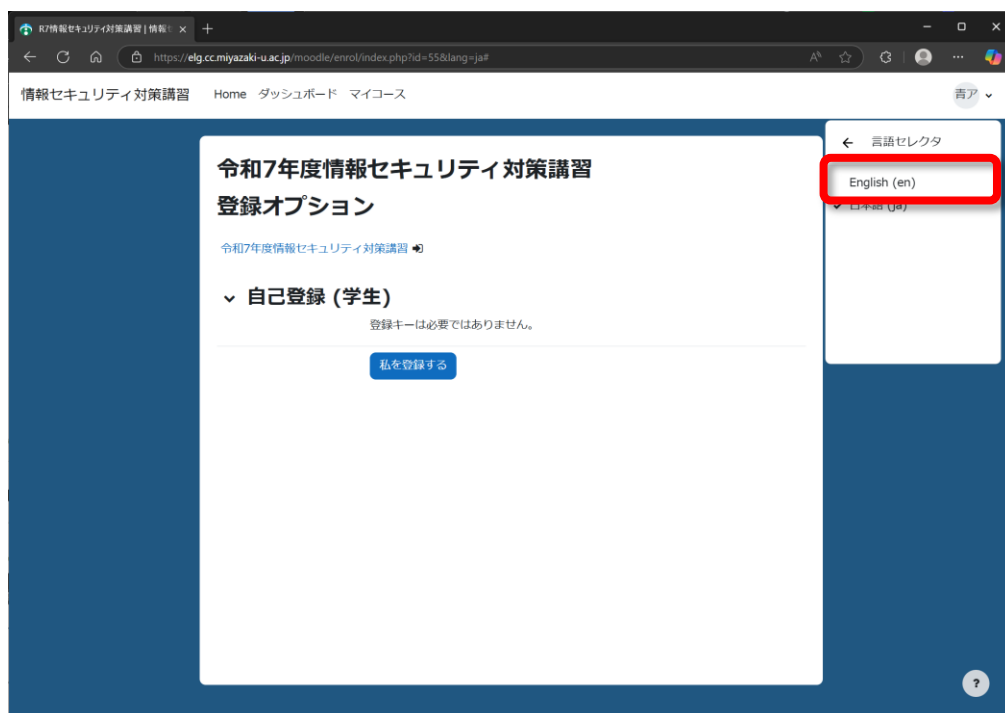 R7情報セキュリティ対策講習 | 情報
https://elg.cc.miyazaki-u.ac.jp/moodle/enrol/index.php?id=55&lang=ja#
情報セキュリティ対策講習 Home ダッシュボード マイコース 青ア
言語セレクタ
English (en)
日本語 (ja)
令和7年度情報セキュリティ対策講習
登録オプション
令和7年度情報セキュリティ対策講習
自己登録 (学生)
登録キーは必要ではありません。
私を登録する
?